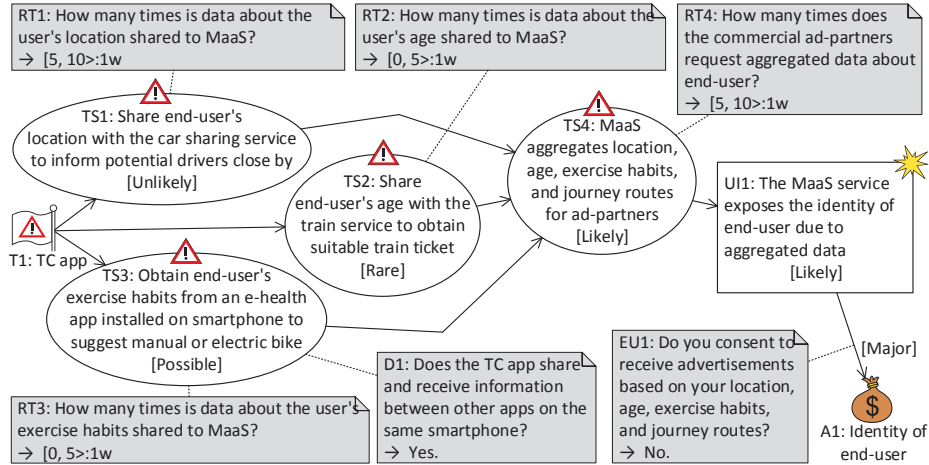 RT1: How many times is data about the
user's location shared to MaaS?
→ [5, 10>:1w
RT2: How many times is data about the
user's age shared to MaaS?
→ [0, 5>:1w
RT4: How many times does
the commercial ad-partners
request aggregated data about
end-user?
→ [5, 10>:1w
TS1: Share end-user's
location with the car sharing service
to inform potential drivers close by
[Unlikely]
TS2: Share
end-user's age with the
train service to obtain
suitable train ticket
[Rare]
TS4: MaaS
aggregates location,
age, exercise habits,
and journey routes
for ad-partners
[Likely]
UI1: The MaaS service
exposes the identity of
end-user due to
aggregated data
[Likely]
T1: TC app
TS3: Obtain end-user's
exercise habits from an e-health
app installed on smartphone to
suggest manual or electric bike
[Possible]
RT3: How many times is data about the user's
exercise habits shared to MaaS?
→ [0, 5>:1w
D1: Does the TC app share
and receive information
between other apps on the
same smartphone?
→ Yes.
EU1: Do you consent to
receive advertisements
based on your location,
age, exercise habits,
and journey routes?
→ No.
[Major]
$
A1: Identity of
end-user